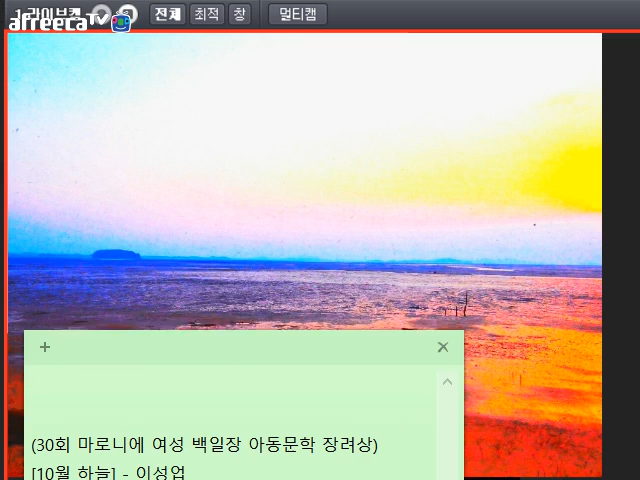 afreecaTV
전체 최적 창 멀티캠
(30회 마로니에 여성 백일장 아동문학 장려상)
[10월 하늘] - 이성업